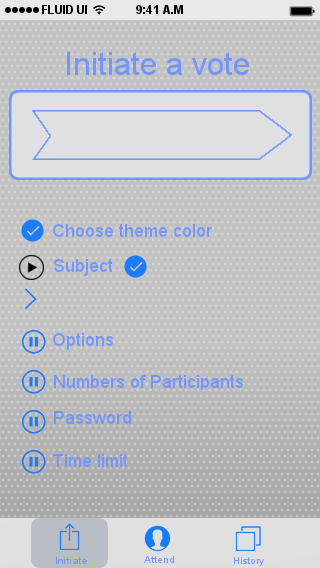 FLUID UI 9:41 A.M
Initiate a vote
Choose theme color
Subject
Options
Numbers of Participants
Password
Time limit
Initiate Attend History